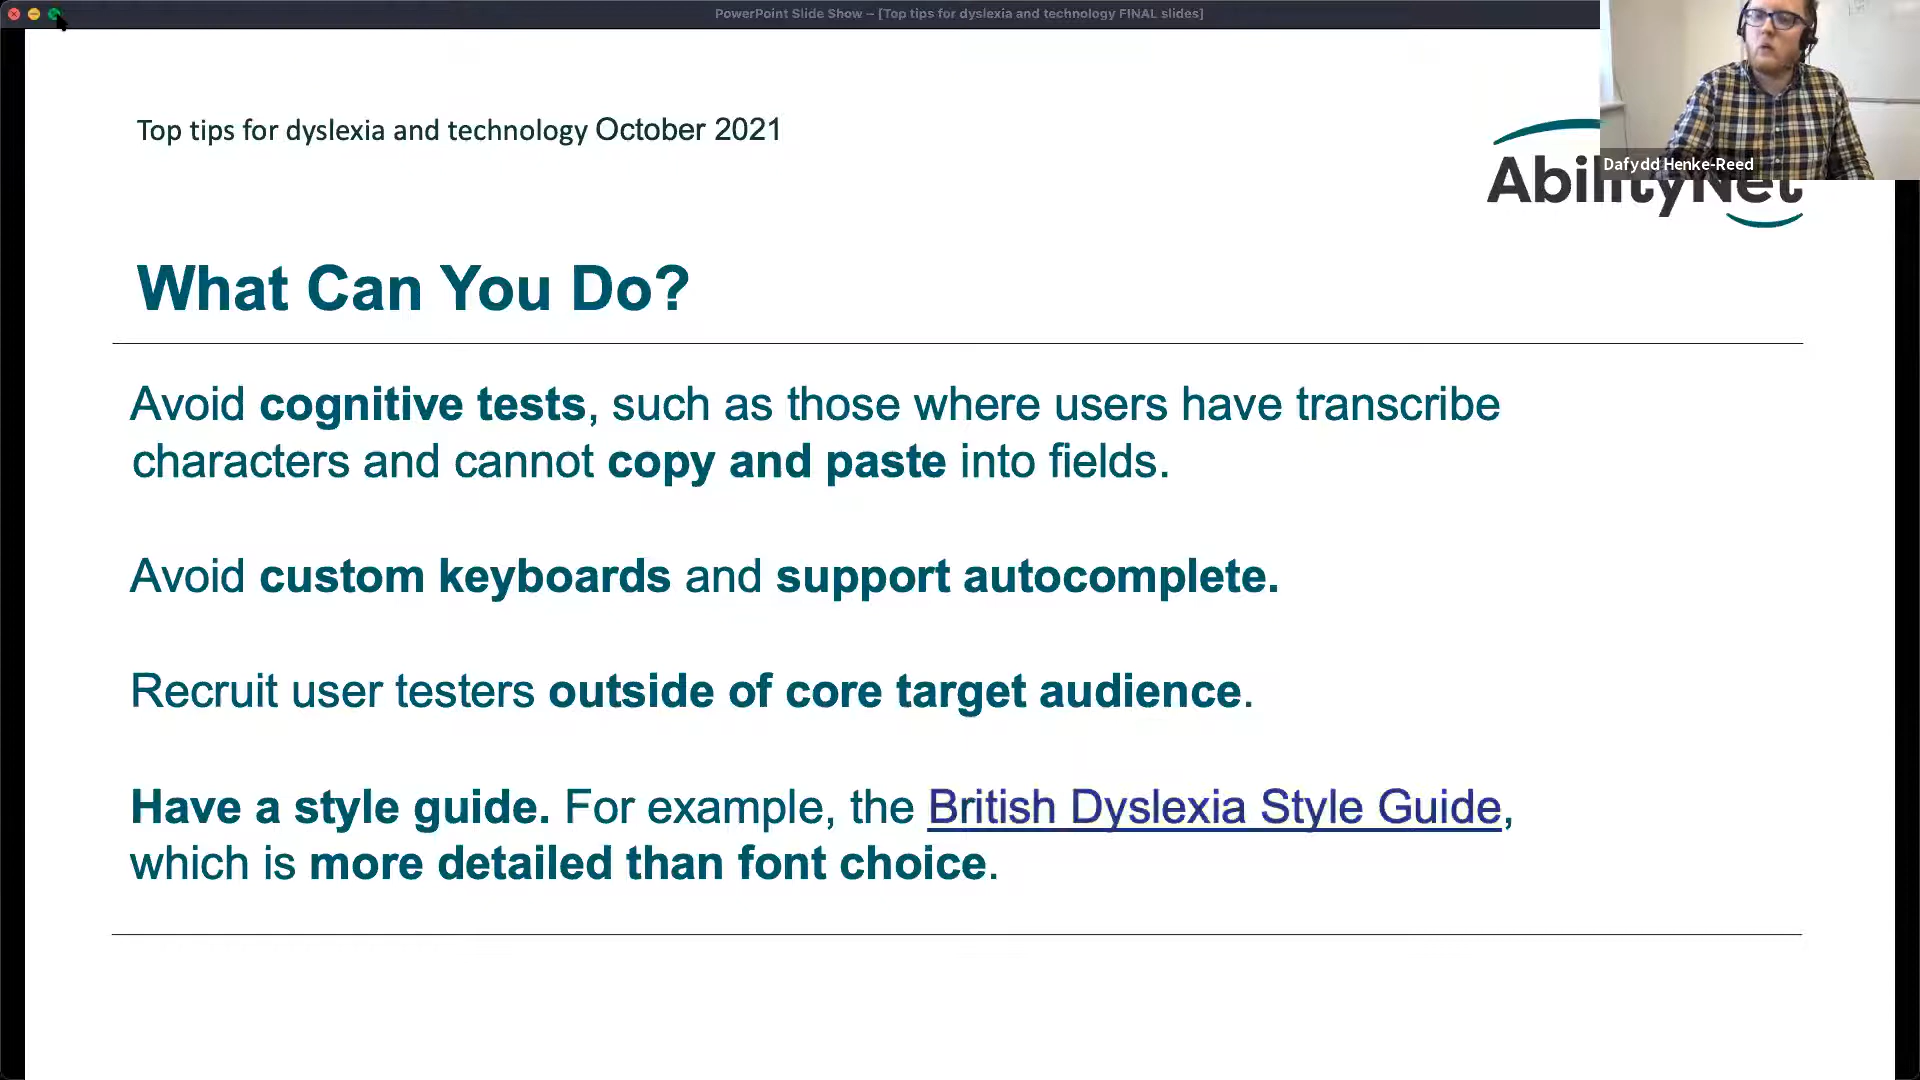 PowerPoint Slide Show – [Top tips for dyslexia and technology FINAL slides]
Top tips for dyslexia and technology October 2021
Dafydd Henke-Reed
AbilityNet
What Can You Do?
Avoid cognitive tests, such as those where users have transcribe
characters and cannot copy and paste into fields.
Avoid custom keyboards and support autocomplete.
Recruit user testers outside of core target audience.
Have a style guide. For example, the British Dyslexia Style Guide,
which is more detailed than font choice.